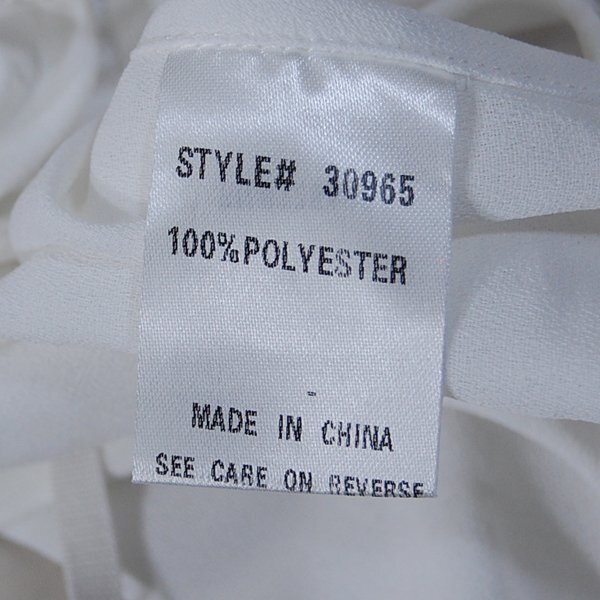 STYLE# 30965
100%POLYESTER
MADE IN CHINA
SEE CARE ON REVERSE